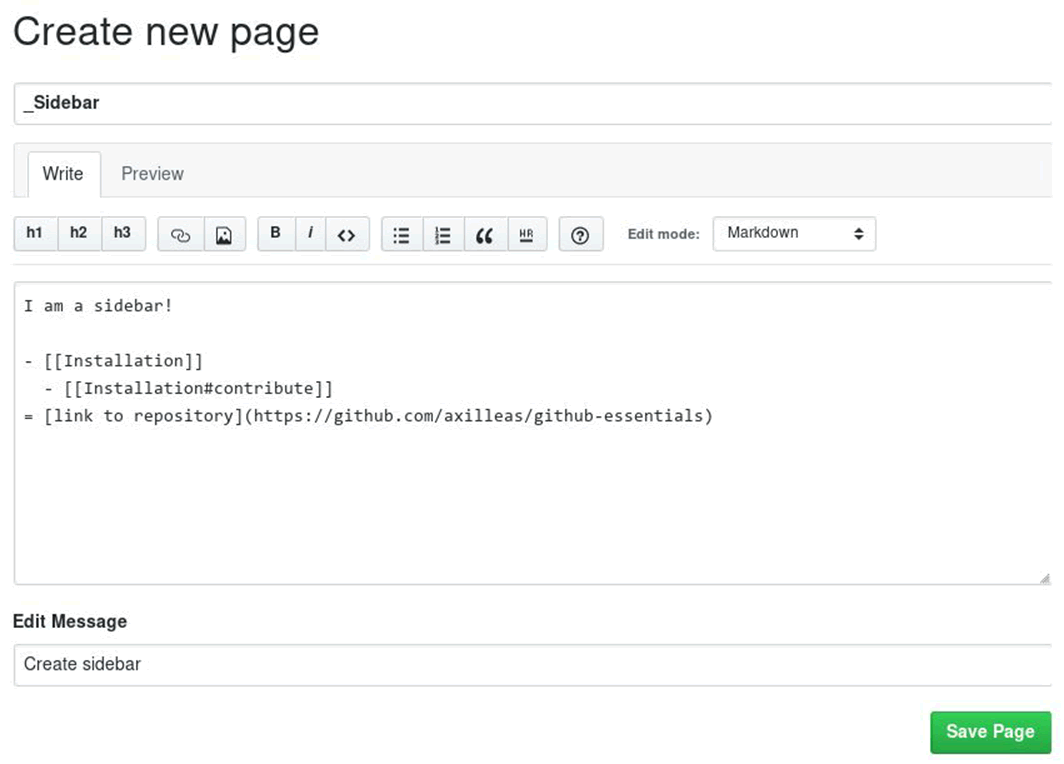 Create new page
_Sidebar
Write Preview
h1 h2 h3 B i <> HR Edit mode: Markdown
I am a sidebar!
- [[Installation]]
- [[Installation#contribute]]
= [link to repository](https://github.com/axilleas/github-essentials)
Edit Message
Create sidebar
Save Page